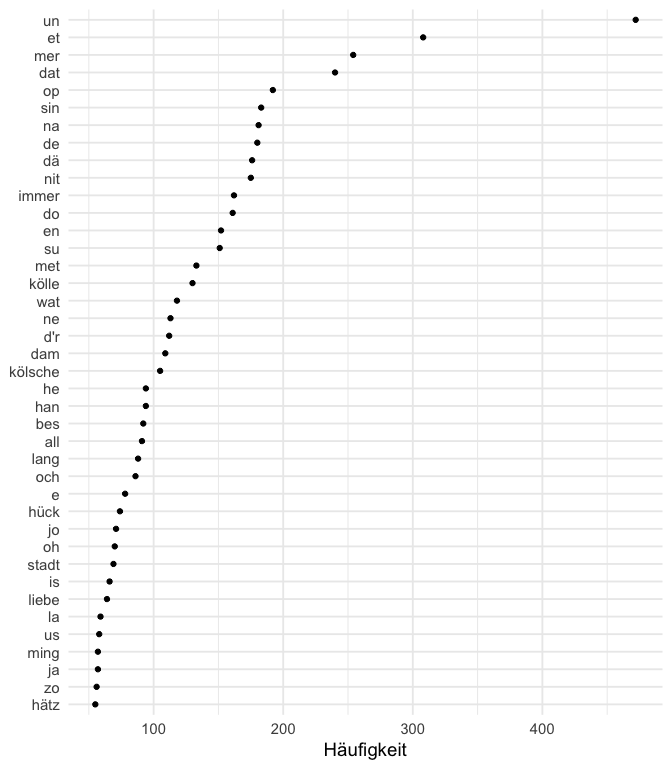 un
et
mer
dat
op
sin
na
de
dä
nit
immer
do
en
su
met
kölle
wat
ne
d'r
dam
kölsche
he
han
bes
all
lang
och
e
hück
jo
oh
stadt
is
liebe
la
us
ming
ja
zo
hätz
100 200 300 400
Häufigkeit